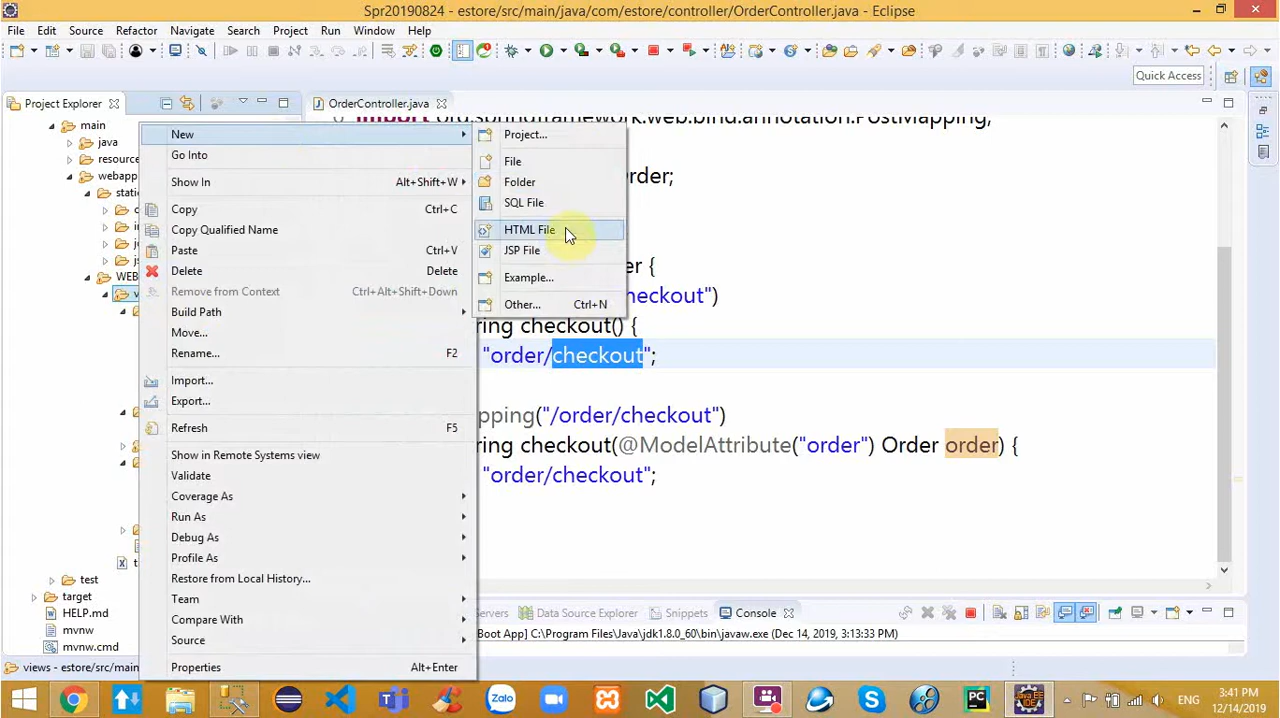 Spr20190824 - estore/src/main/java/com/estore/controller/OrderController.java - Eclipse
File Edit Source Refactor Navigate Search Project Run Window Help
Quick Access
Project Explorer
OrderController.java
main
java
resource
webapp
stati
WEB
test
target
HELP.md
mvnw
mvnw.cmd
New
Go Into
Show In Alt+Shift+W
Copy Ctrl+C
Copy Qualified Name
Paste Ctrl+V
Delete Delete
Remove from Context Ctrl+Alt+Shift+Down
Build Path
Move...
Rename... F2
Import...
Export...
Refresh F5
Show in Remote Systems view
Validate
Coverage As
Run As
Debug As
Profile As
Restore from Local History...
Team
Compare With
Source
Properties Alt+Enter
Project...
File
Folder
SQL File
HTML File
JSP File
Example...
Other... Ctrl+N
import org.springframework.web.bind.annotation.PostMapping;
rder;
er {
checkout")
ring checkout() {
"order/checkout";
pping("/order/checkout")
ring checkout(@ModelAttribute("order") Order order) {
"order/checkout";
Servers Data Source Explorer Snippets Console
Boot App] C:\Program Files\Java\jdk1.8.0_60\bin\javaw.exe (Dec 14, 2019, 3:13:33 PM)
views - estore/src/main
Zalo
ENG
3:41 PM
12/14/2019